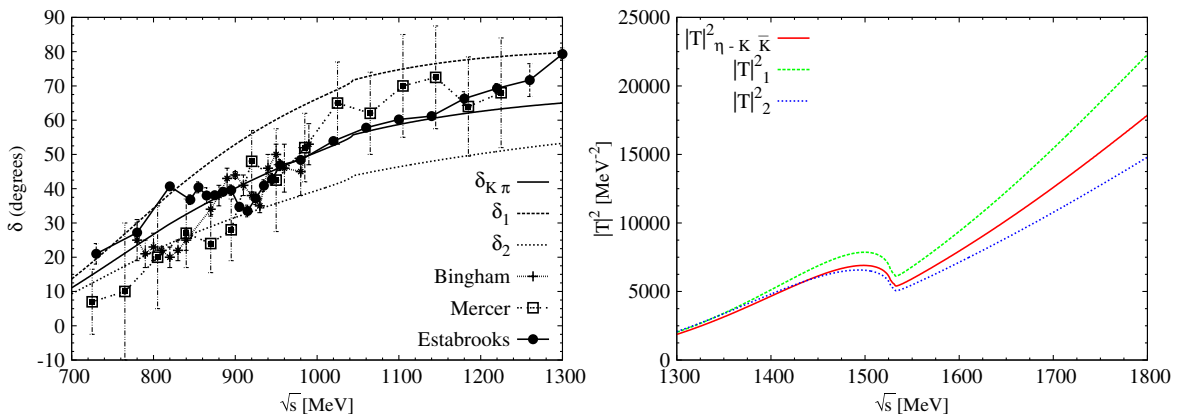 90
80
70
60
50
40
30
20
10
0
-10
δ (degrees)
700 800 900 1000 1100 1200 1300
√s [MeV]
δ_{K π}
δ_1
δ_2
Bingham
Mercer
Estabrooks
25000
20000
15000
10000
5000
0
|T|^2 [MeV^{-2}]
1300 1400 1500 1600 1700 1800
√s [MeV]
|T|^2_{η - K K̅}
|T|^2_1
|T|^2_2